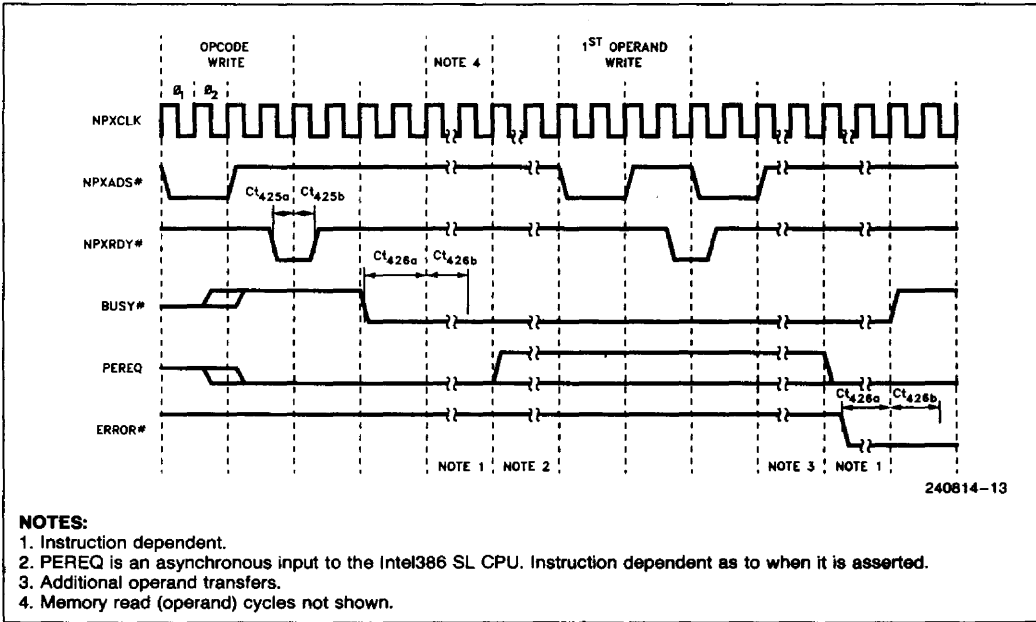 OPCODE WRITE NOTE 4 1ST OPERAND WRITE
Ø1 Ø2
NPXCLK
NPXADS#
Ct425a Ct425b
NPXRDY#
Ct426a Ct426b
BUSY#
PEREQ
Ct426a Ct426b
ERROR#
NOTE 1 NOTE 2 NOTE 3 NOTE 1
240814–13
NOTES:
1. Instruction dependent.
2. PEREQ is an asynchronous input to the Intel386 SL CPU. Instruction dependent as to when it is asserted.
3. Additional operand transfers.
4. Memory read (operand) cycles not shown.